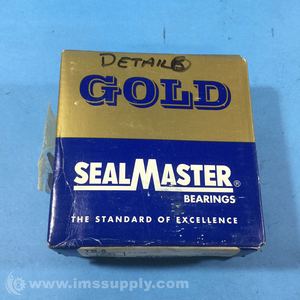 DETAIL
GOLD
SEALMASTER®
BEARINGS
THE STANDARD OF EXCELLENCE
© www.imssupply.com